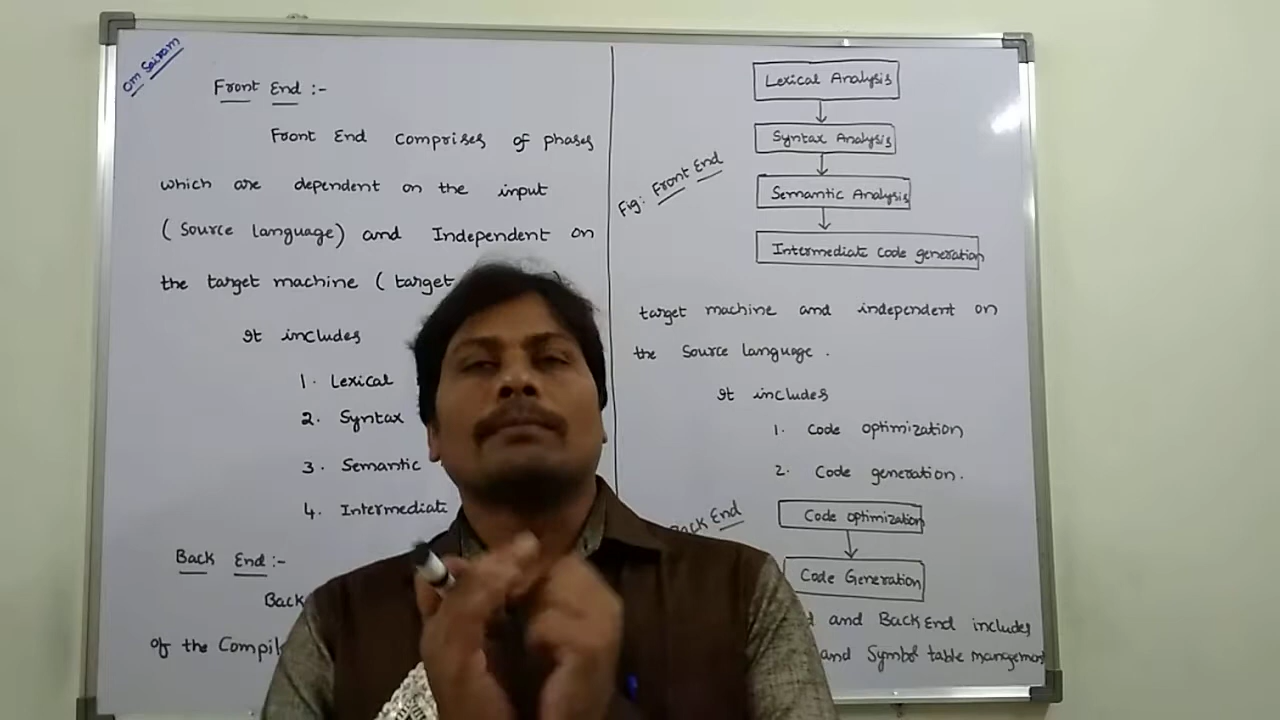 Om Sairam
Front End :-
Front End comprises of phases
which are dependent on the input
(Source language) and Independent on
the target machine (target
It includes
1. Lexical
2. Syntax
3. Semantic
4. Intermediate
Back End :-
Back
of the Compil
Lexical Analysis
Syntax Analysis
Semantic Analysis
Intermediate Code generation
Fig: Front End
target machine and independent on
the Source language.
It includes
1. Code optimization
2. Code generation.
Back End
Code optimization
Code Generation
and Back End includes
and Symbol table management